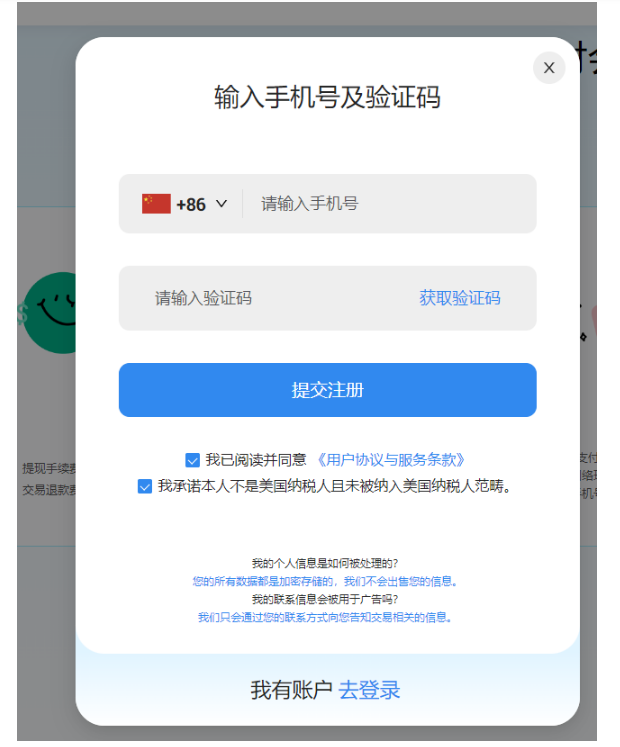 X
输入手机号及验证码
+86
请输入手机号
请输入验证码
获取验证码
提交注册
提现手续
交易退款
支付
我已阅读并同意 《用户协议与服务条款》
我承诺本人不是美国纳税人且未被纳入美国纳税人范畴。
我的个人信息是如何被处理的?
您的所有数据都是加密存储的，我们不会出售您的信息。
我的联系信息会被用于广告吗?
我们只会通过您的联系方式向您告知交易相关的信息。
我有账户 去登录